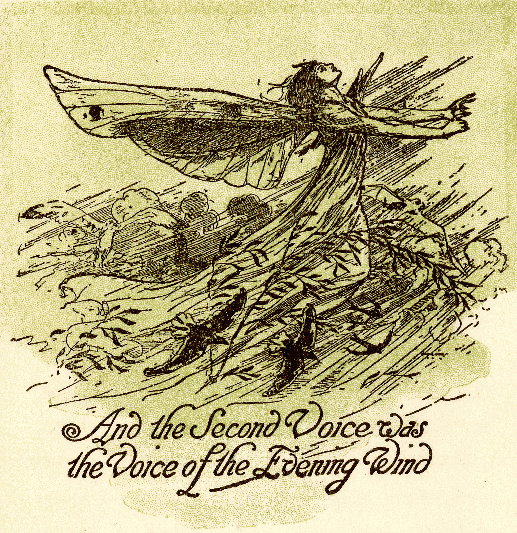 And the Second Voice was
the Voice of the Evening Wind